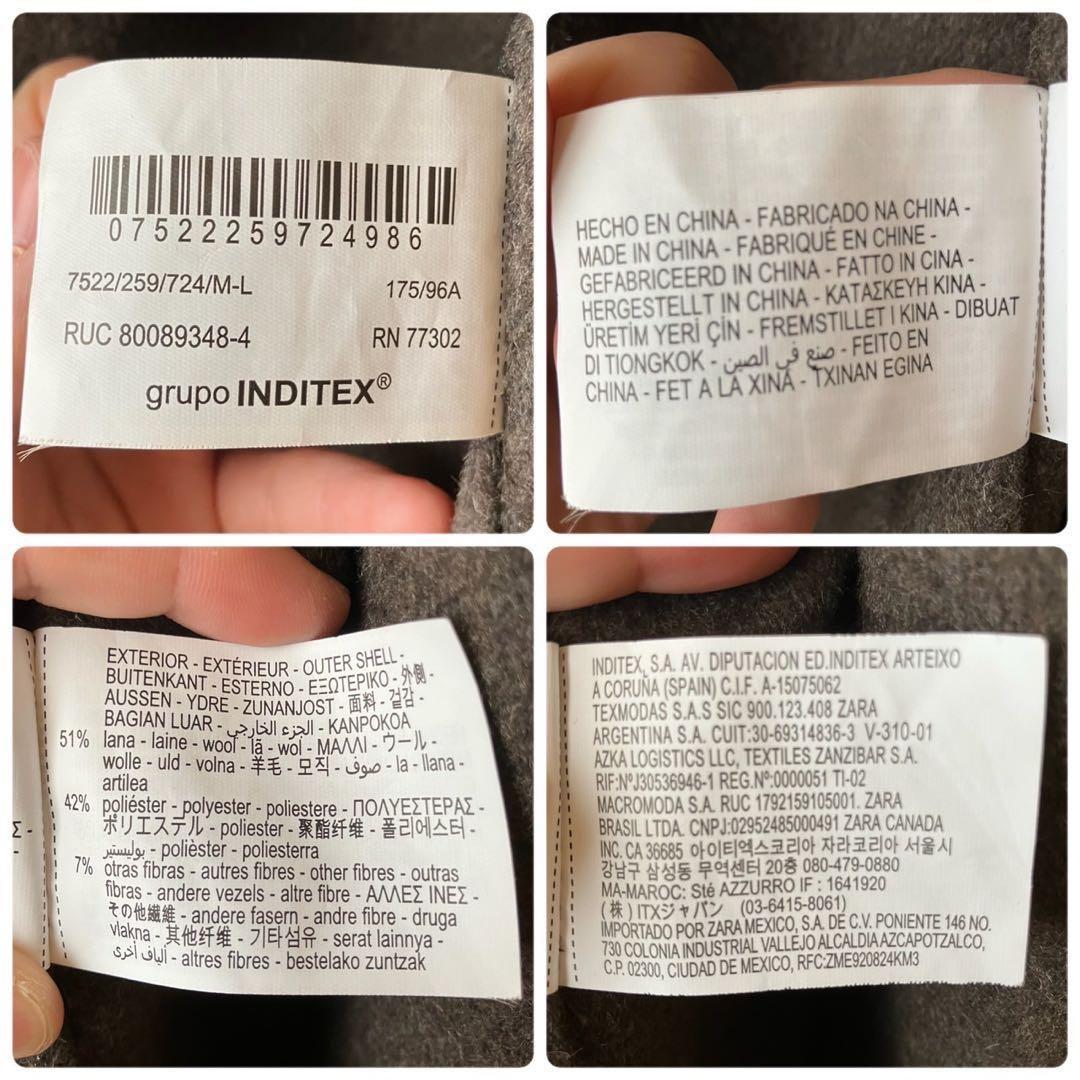 07522259724986
7522/259/724/M-L 175/96A
RUC 80089348-4 RN 77302
grupo INDITEX®
HECHO EN CHINA - FABRICADO NA CHINA -
MADE IN CHINA - FABRIQUÉ EN CHINE -
GEFABRICEERD IN CHINA - FATTO IN CINA -
HERGESTELLT IN CHINA - ΚΑΤΑΣΚΕΥΗ ΚΙΝΑ -
ÜRETİM YERİ ÇİN - FREMSTILLET I KINA - DIBUAT
DI TIONGKOK - صنع في الصين - FEITO EN
CHINA - FET A LA XINA - TXINAN EGINA
EXTERIOR - EXTÉRIEUR - OUTER SHELL -
BUITENKANT - ESTERNO - ΕΞΩΤΕΡΙΚΟ - 外側 -
AUSSEN - YDRE - ZUNANJOST - 面料 - 겉감 -
BAGIAN LUAR - الجزء الخارجي - KANPOKOA
51% lana - laine - wool - lã - wol - ΜΑΛΛΙ - ウール -
wolle - uld - volna - 羊毛 - 모직 - صوف - la - llana -
artilea
42% poliéster - polyester - poliestere - ΠΟΛΥΕΣΤΕΡΑΣ -
ポリエステル - poliester - 聚酯纤维 - 폴리에스터 -
بوليستير - polièster - poliesterra
7% otras fibras - autres fibres - other fibres - outras
fibras - andere vezels - altre fibre - ΑΛΛΕΣ ΙΝΕΣ -
その他繊維 - andere fasern - andre fibre - druga
vlakna - 其他纤维 - 기타섬유 - serat lainnya -
ألياف أخرى - altres fibres - bestelako zuntzak
INDITEX, S.A. AV. DIPUTACION ED.INDITEX ARTEIXO
A CORUÑA (SPAIN) C.I.F. A-15075062
TEXMODAS S.A.S SIC 900.123.408 ZARA
ARGENTINA S.A. CUIT:30-69314836-3 V-310-01
AZKA LOGISTICS LLC, TEXTILES ZANZIBAR S.A.
RIF:NºJ30536946-1 REG.Nº:0000051 TI-02
MACROMODA S.A. RUC 1792159105001. ZARA
BRASIL LTDA. CNPJ:02952485000491 ZARA CANADA
INC. CA 36685 아이티엑스코리아 자라코리아 서울시
강남구 삼성동 무역센터 20층 080-479-0880
MA-MAROC: Sté AZZURRO IF : 1641920
(株) ITXジャパン (03-6415-8061)
IMPORTADO POR ZARA MEXICO, S.A. DE C.V. PONIENTE 146 NO.
730 COLONIA INDUSTRIAL VALLEJO ALCALDIA AZCAPOTZALCO,
C.P. 02300, CIUDAD DE MEXICO, RFC:ZME920824KM3